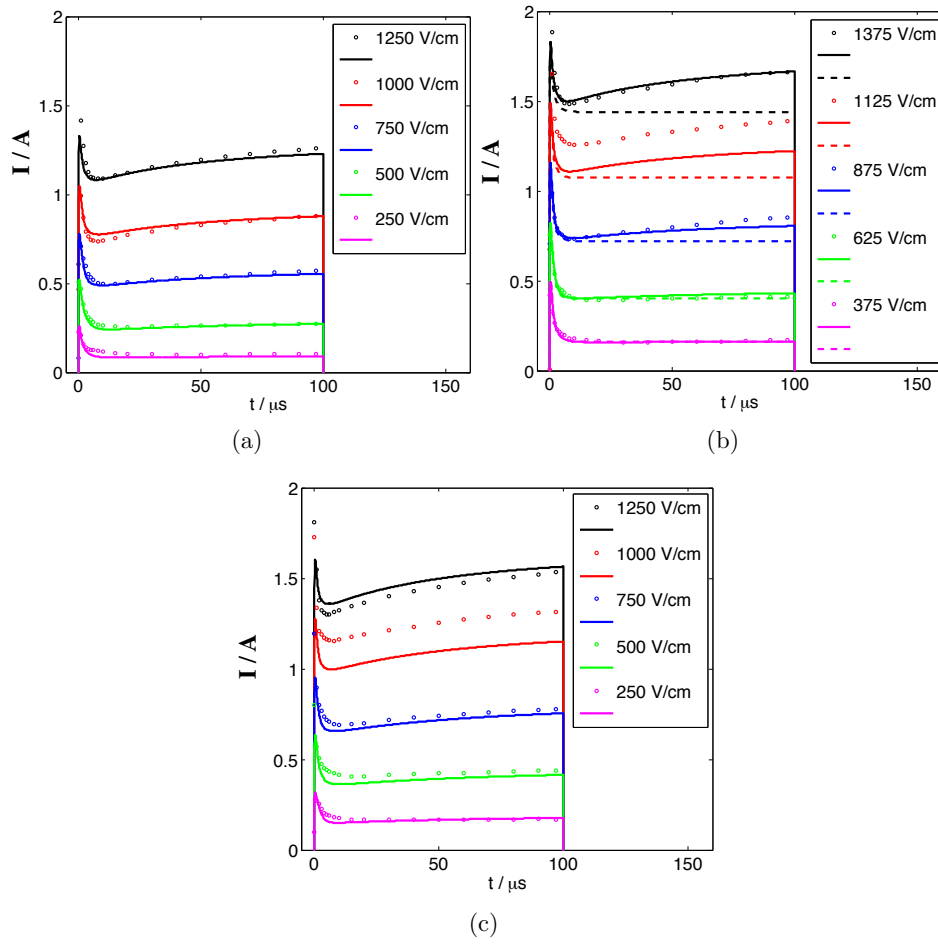 2
1.5
1
0.5
0
I / A
0
50
100
150
t / μs
1250 V/cm
1000 V/cm
750 V/cm
500 V/cm
250 V/cm
(a)
2
1.5
1
0.5
0
I / A
0
50
100
150
t / μs
1375 V/cm
1125 V/cm
875 V/cm
625 V/cm
375 V/cm
(b)
2
1.5
1
0.5
0
I / A
0
50
100
150
t / μs
1250 V/cm
1000 V/cm
750 V/cm
500 V/cm
250 V/cm
(c)